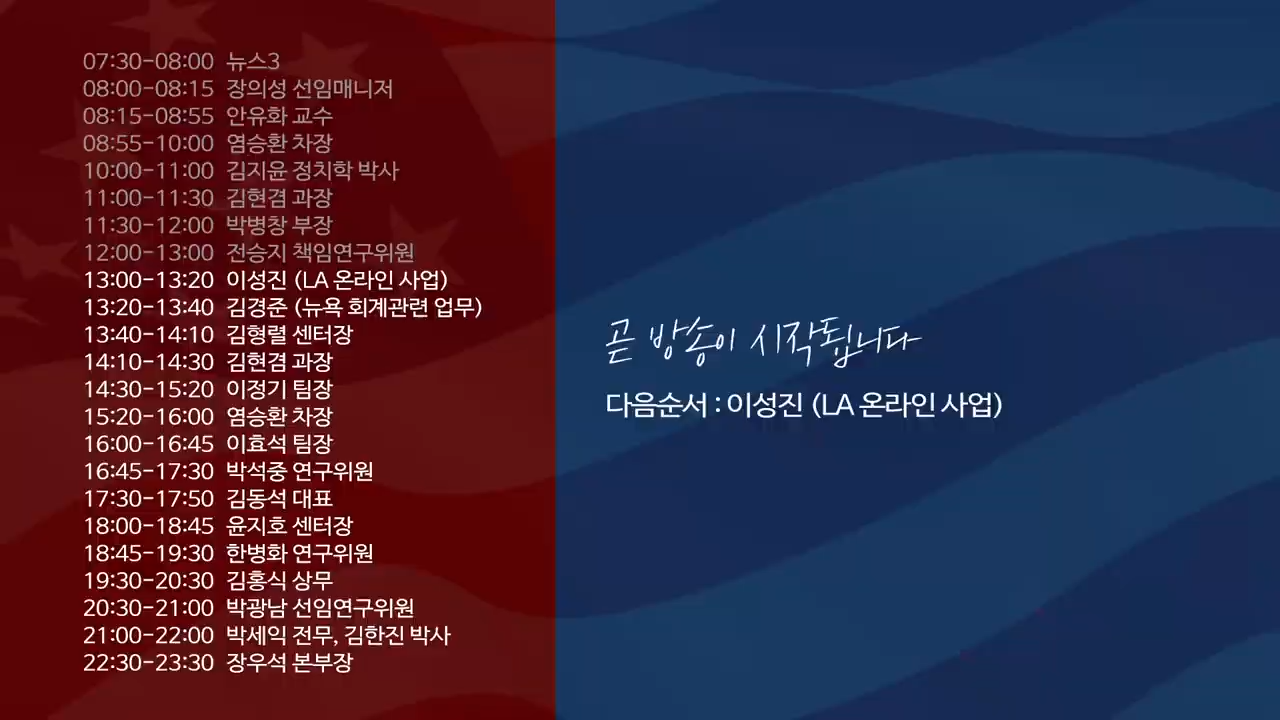 07:30-08:00 뉴스3
08:00-08:15 장의성 선임매니저
08:15-08:55 안유화 교수
08:55-10:00 염승환 차장
10:00-11:00 김지윤 정치학 박사
11:00-11:30 김현겸 과장
11:30-12:00 박병창 부장
12:00-13:00 전승지 책임연구위원
13:00-13:20 이성진 (LA 온라인 사업)
13:20-13:40 김경준 (뉴욕 회계관련 업무)
13:40-14:10 김형렬 센터장
14:10-14:30 김현겸 과장
14:30-15:20 이정기 팀장
15:20-16:00 염승환 차장
16:00-16:45 이효석 팀장
16:45-17:30 박석중 연구위원
17:30-17:50 김동석 대표
18:00-18:45 윤지호 센터장
18:45-19:30 한병화 연구위원
19:30-20:30 김홍식 상무
20:30-21:00 박광남 선임연구위원
21:00-22:00 박세익 전무, 김한진 박사
22:30-23:30 장우석 본부장
곧 방송이 시작됩니다
다음순서 : 이성진 (LA 온라인 사업)